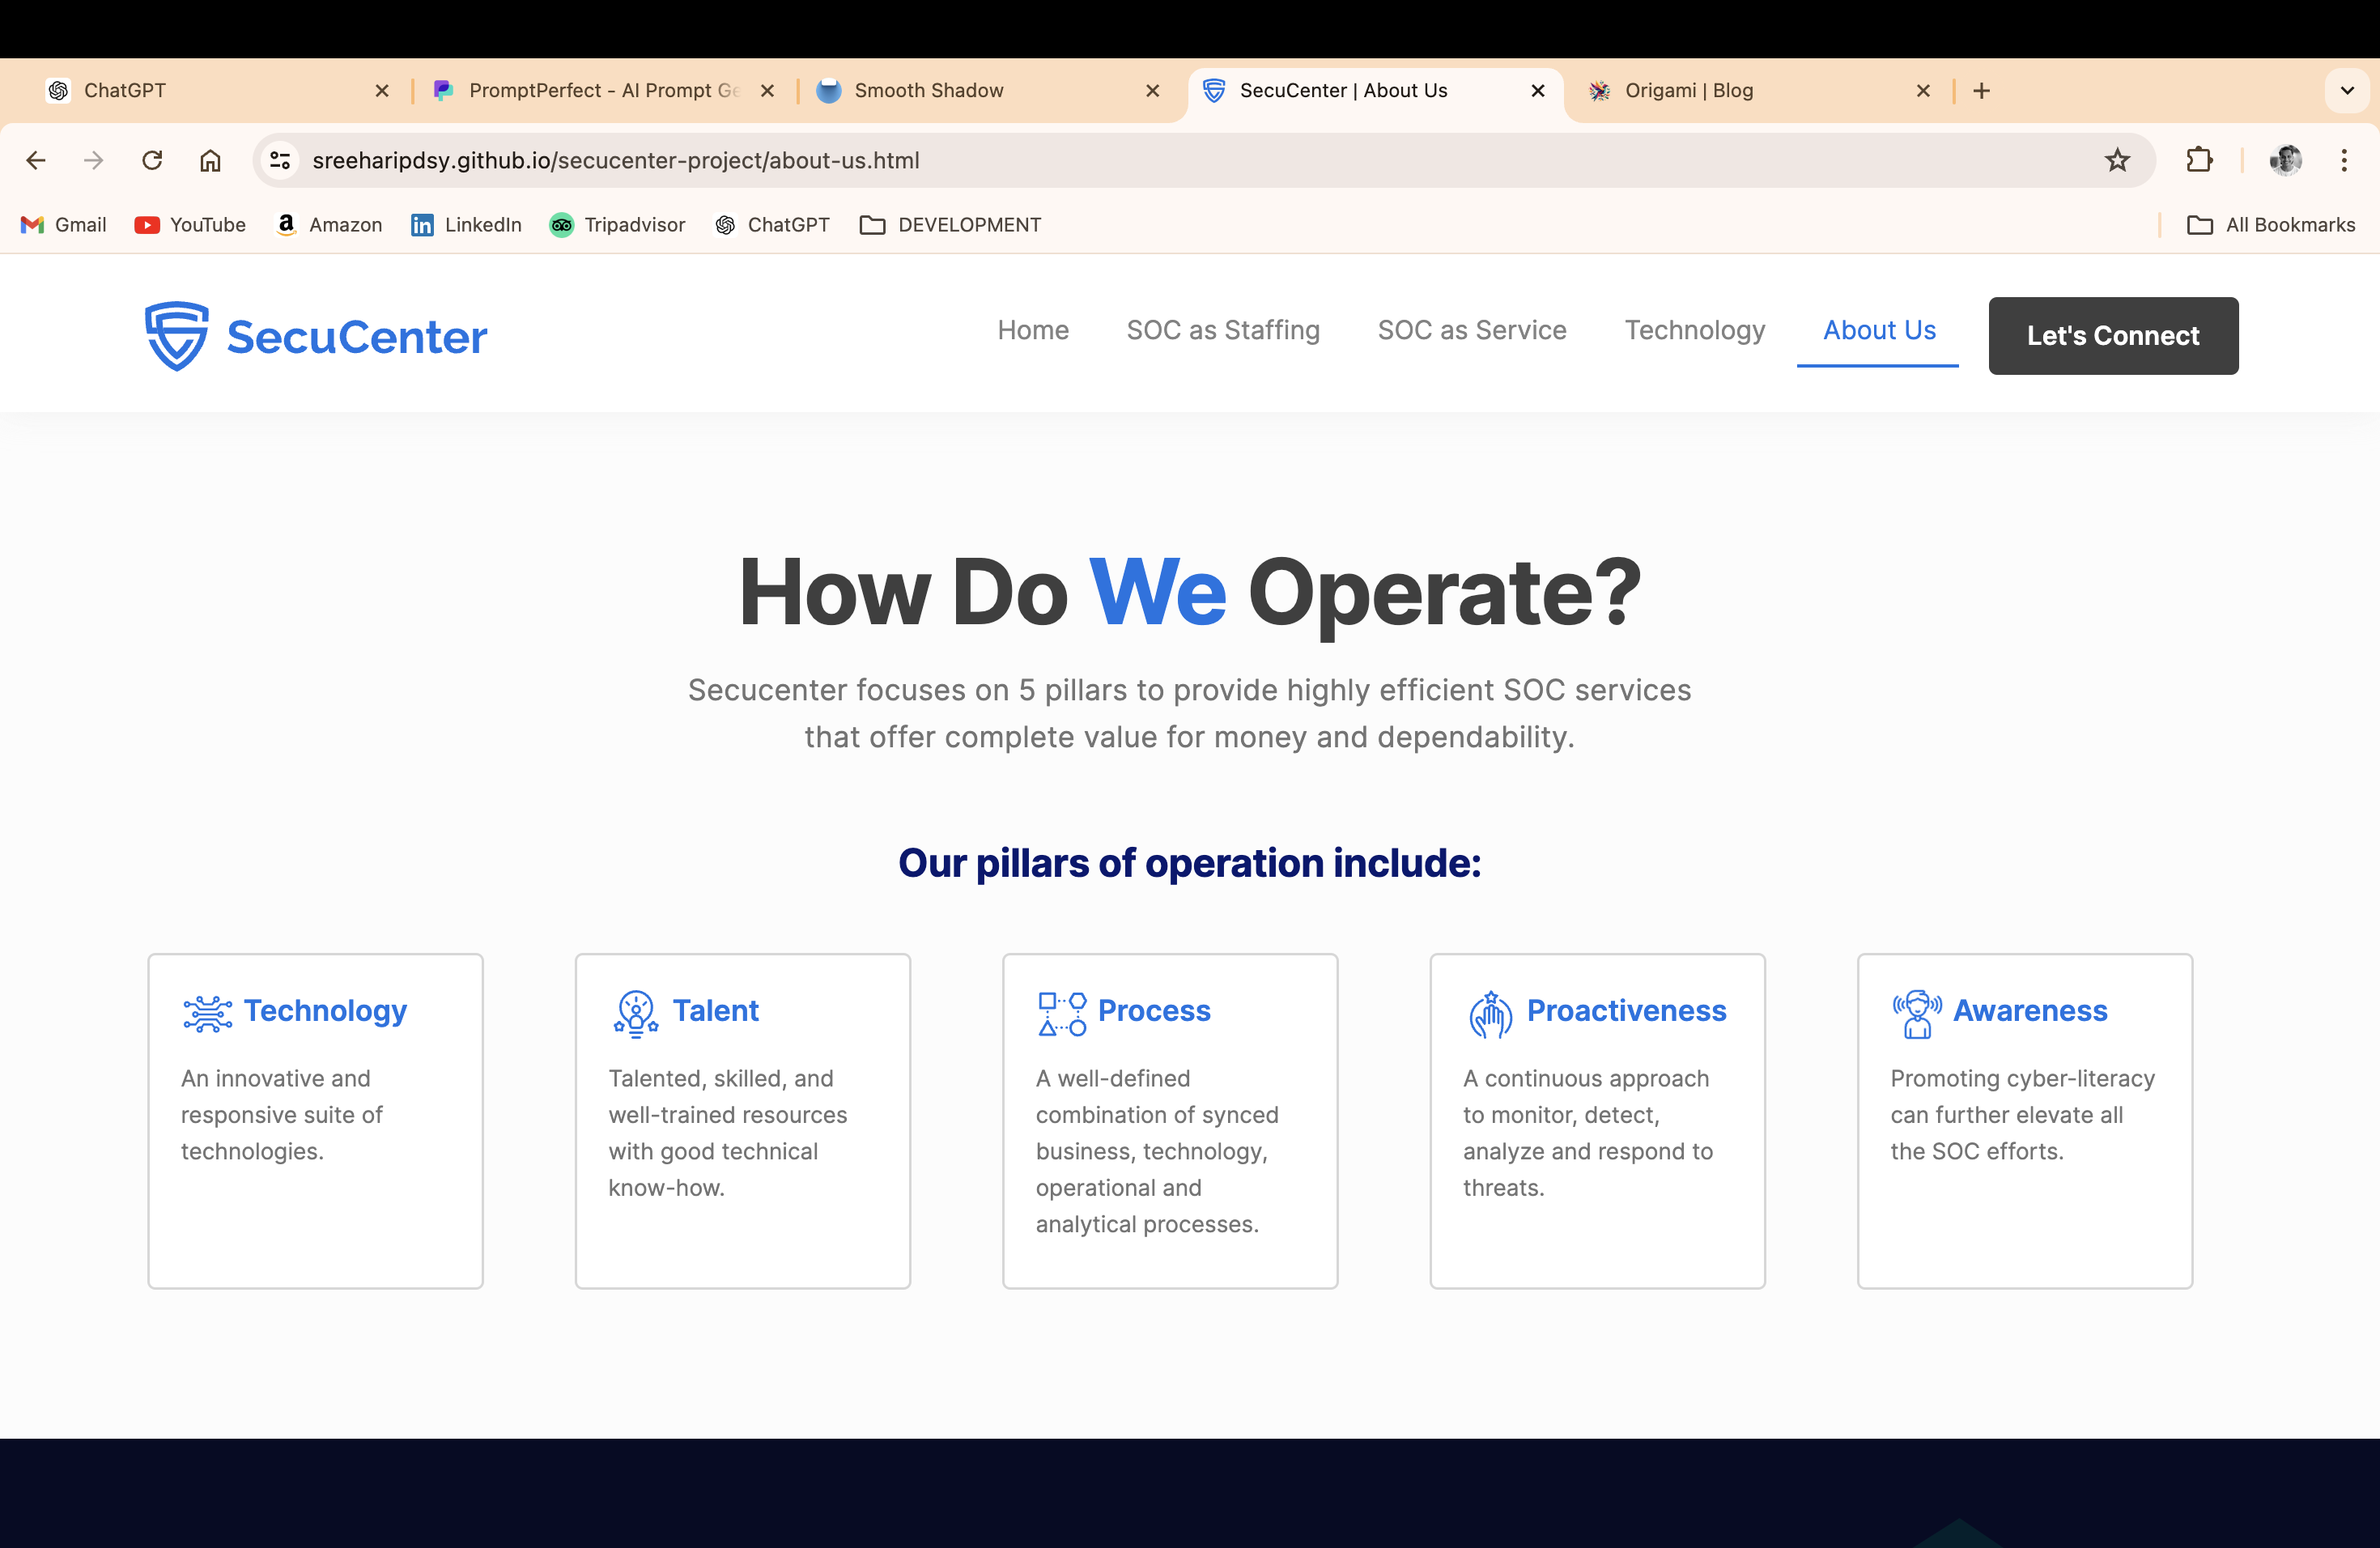 ChatGPT
PromptPerfect - AI Prompt Ge
Smooth Shadow
SecuCenter | About Us
Origami | Blog
sreeharipdsy.github.io/secucenter-project/about-us.html
Gmail
YouTube
Amazon
LinkedIn
Tripadvisor
ChatGPT
DEVELOPMENT
All Bookmarks
SecuCenter
Home
SOC as Staffing
SOC as Service
Technology
About Us
Let's Connect
How Do We Operate?
Secucenter focuses on 5 pillars to provide highly efficient SOC services
that offer complete value for money and dependability.
Our pillars of operation include:
Technology
An innovative and
responsive suite of
technologies.
Talent
Talented, skilled, and
well-trained resources
with good technical
know-how.
Process
A well-defined
combination of synced
business, technology,
operational and
analytical processes.
Proactiveness
A continuous approach
to monitor, detect,
analyze and respond to
threats.
Awareness
Promoting cyber-literacy
can further elevate all
the SOC efforts.